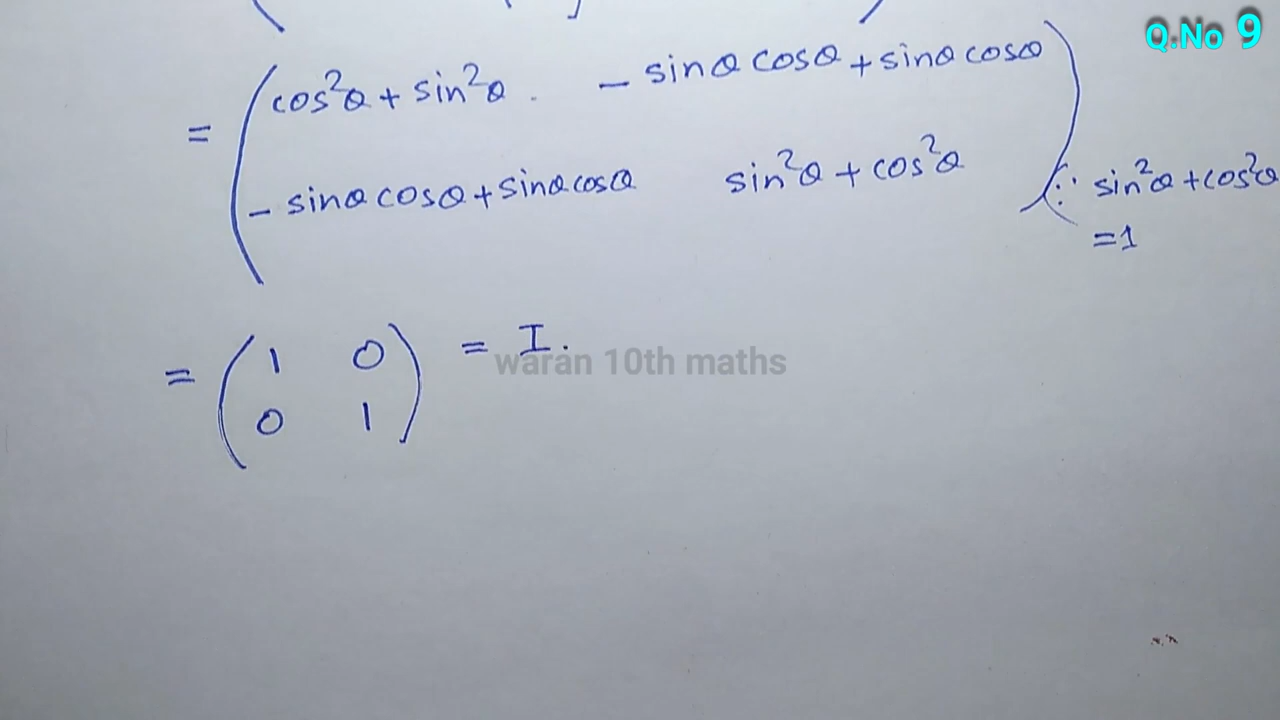 Q.No 9
= ( cos²θ + sin²θ . - sinθ cosθ + sinθ cosθ
- sinθ cosθ + sinθ cosθ sin²θ + cos²θ ) ∵ sin²θ + cos²θ
= 1
= ( 1 0
0 1 ) = I.
waran 10th maths